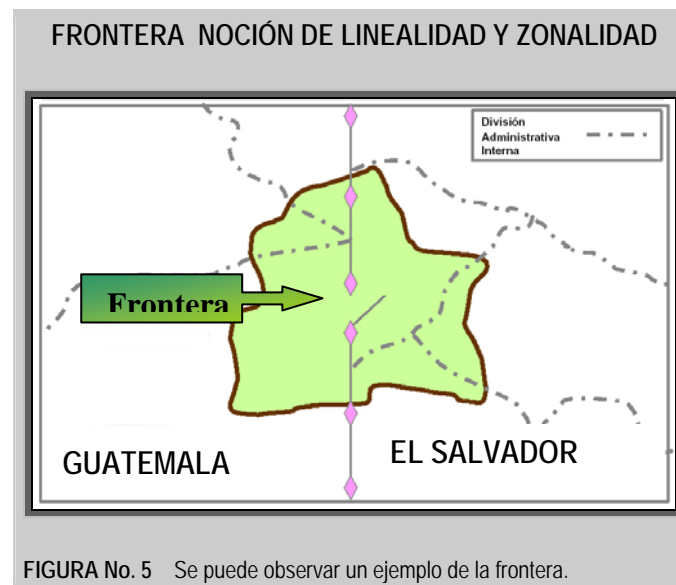 FRONTERA NOCIÓN DE LINEALIDAD Y ZONALIDAD
División
Administrativa
Interna
Frontera
GUATEMALA
EL SALVADOR
FIGURA No. 5 Se puede observar un ejemplo de la frontera.